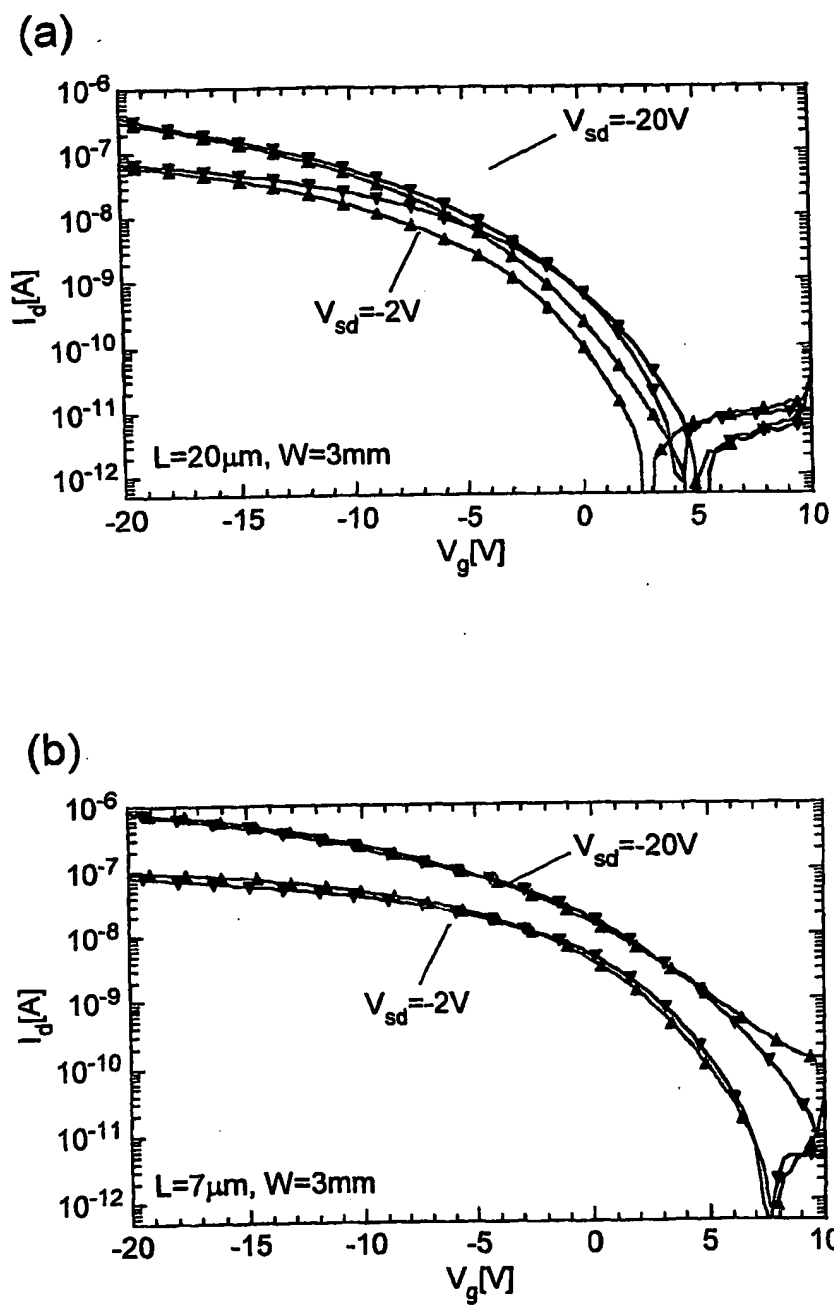 (a)
10^-6
10^-7
10^-8
10^-9
10^-10
10^-11
10^-12
I_d[A]
V_sd=-20V
V_sd=-2V
L=20μm, W=3mm
-20 -15 -10 -5 0 5 10
V_g[V]
(b)
10^-6
10^-7
10^-8
10^-9
10^-10
10^-11
10^-12
I_d[A]
V_sd=-20V
V_sd=-2V
L=7μm, W=3mm
-20 -15 -10 -5 0 5 10
V_g[V]